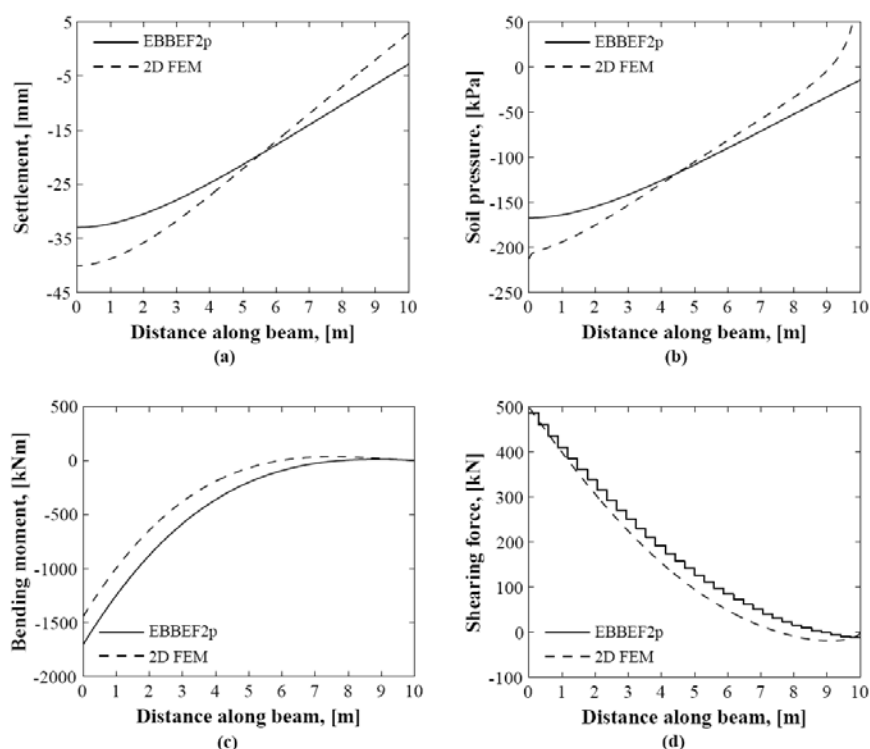 5
-5
-15
-25
-35
-45
Settlement, [mm]
EBBEF2p
2D FEM
0 1 2 3 4 5 6 7 8 9 10
Distance along beam, [m]
(a)
50
0
-50
-100
-150
-200
-250
Soil pressure, [kPa]
EBBEF2p
2D FEM
0 1 2 3 4 5 6 7 8 9 10
Distance along beam, [m]
(b)
500
0
-500
-1000
-1500
-2000
Bending moment, [kNm]
EBBEF2p
2D FEM
0 1 2 3 4 5 6 7 8 9 10
Distance along beam, [m]
(c)
500
400
300
200
100
0
-100
Shearing force, [kN]
EBBEF2p
2D FEM
0 1 2 3 4 5 6 7 8 9 10
Distance along beam, [m]
(d)